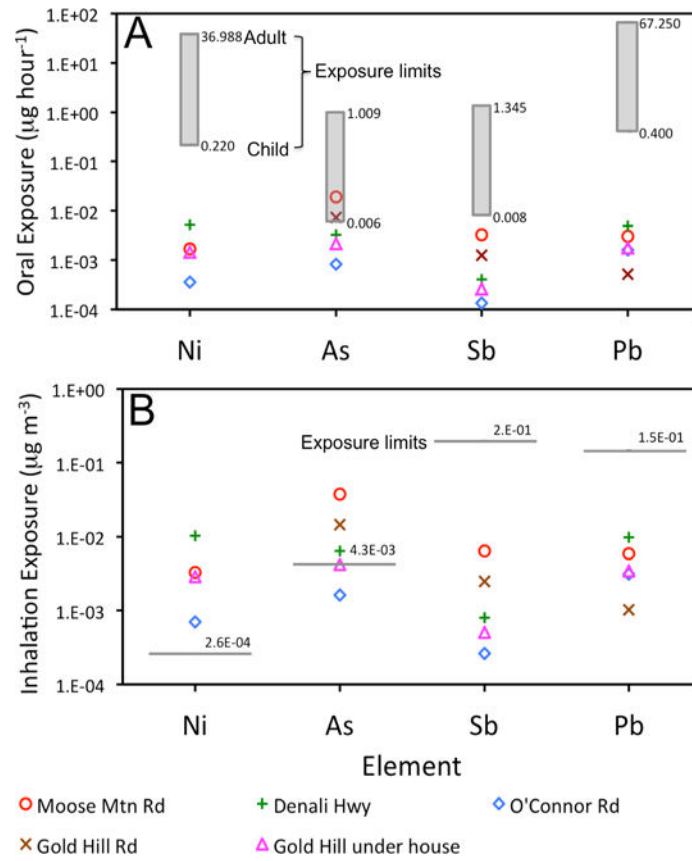 A
Oral Exposure (µg hour⁻¹)
1.E+02
1.E+01
1.E+00
1.E-01
1.E-02
1.E-03
1.E-04
36.988 Adult
Exposure limits
Child
0.220
1.009
0.006
1.345
0.008
67.250
0.400
Ni As Sb Pb
B
Inhalation Exposure (µg m⁻³)
1.E+00
1.E-01
1.E-02
1.E-03
1.E-04
Exposure limits
2.E-01
1.5E-01
4.3E-03
2.6E-04
Ni As Sb Pb
Element
Moose Mtn Rd Denali Hwy O'Connor Rd
Gold Hill Rd Gold Hill under house